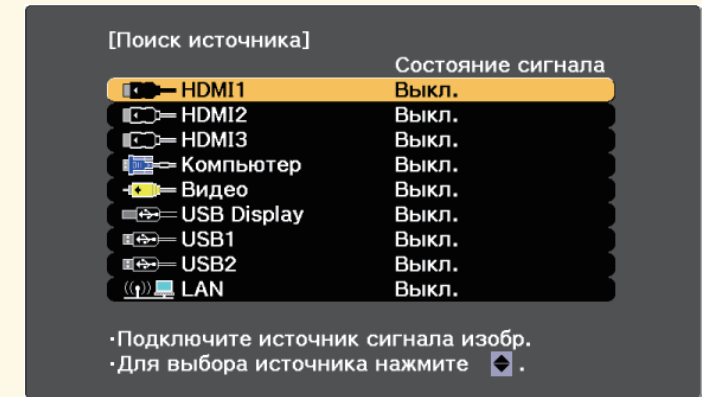 [Поиск источника]
Состояние сигнала
HDMI1 Выкл.
HDMI2 Выкл.
HDMI3 Выкл.
Компьютер Выкл.
Видео Выкл.
USB Display Выкл.
USB1 Выкл.
USB2 Выкл.
LAN Выкл.
·Подключите источник сигнала изобр.
·Для выбора источника нажмите .